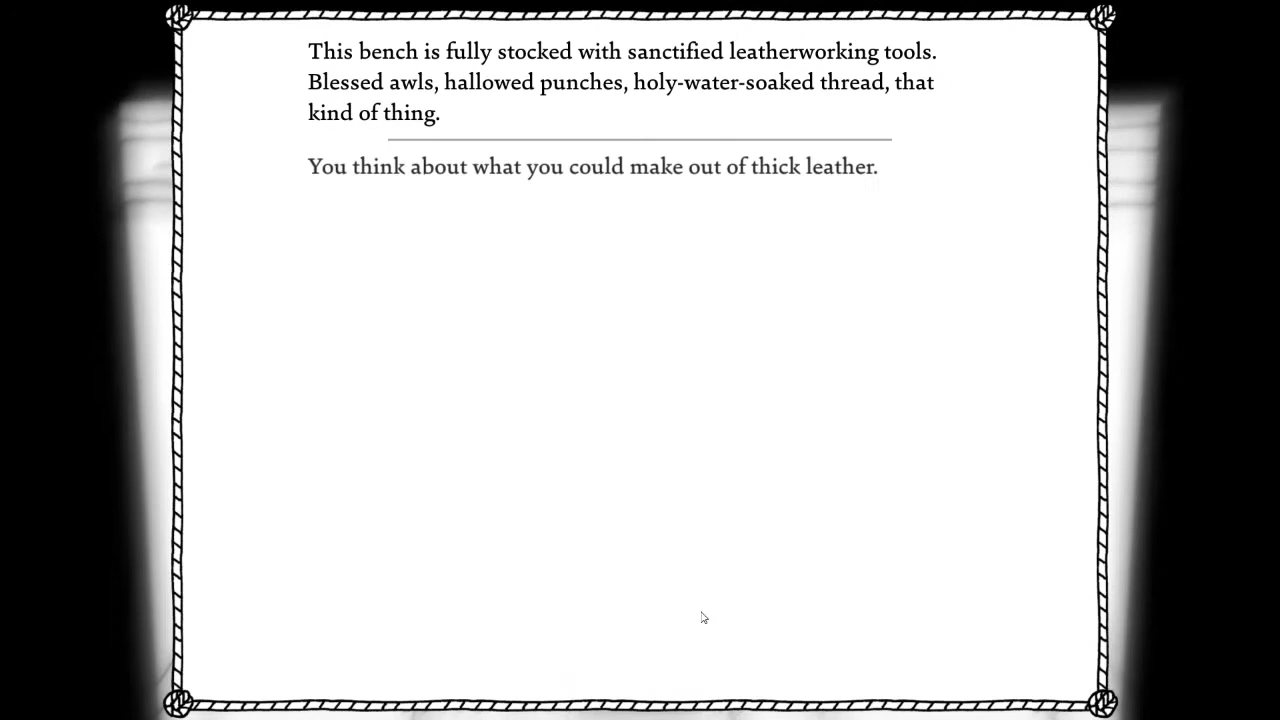 This bench is fully stocked with sanctified leatherworking tools.
Blessed awls, hallowed punches, holy-water-soaked thread, that
kind of thing.
You think about what you could make out of thick leather.